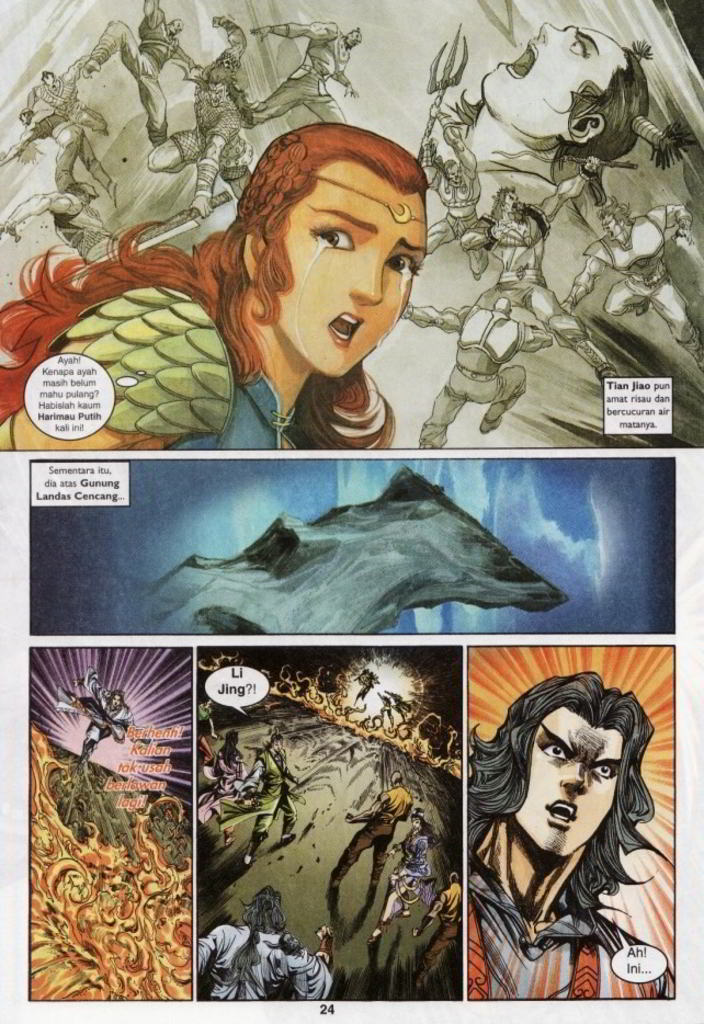 Ayah!
Kenapa ayah
masih belum
mahu pulang?
Habislah kaum
Harimau Putih
kali ini!
Tian Jiao pun
amat risau dan
bercucuran air
matanya.
Sementara itu,
dia atas Gunung
Landas Cencang...
Berhenti!
Kalian
tak usah
berlawan
lagi!
Li
Jing?!
Ah!
Ini...
24